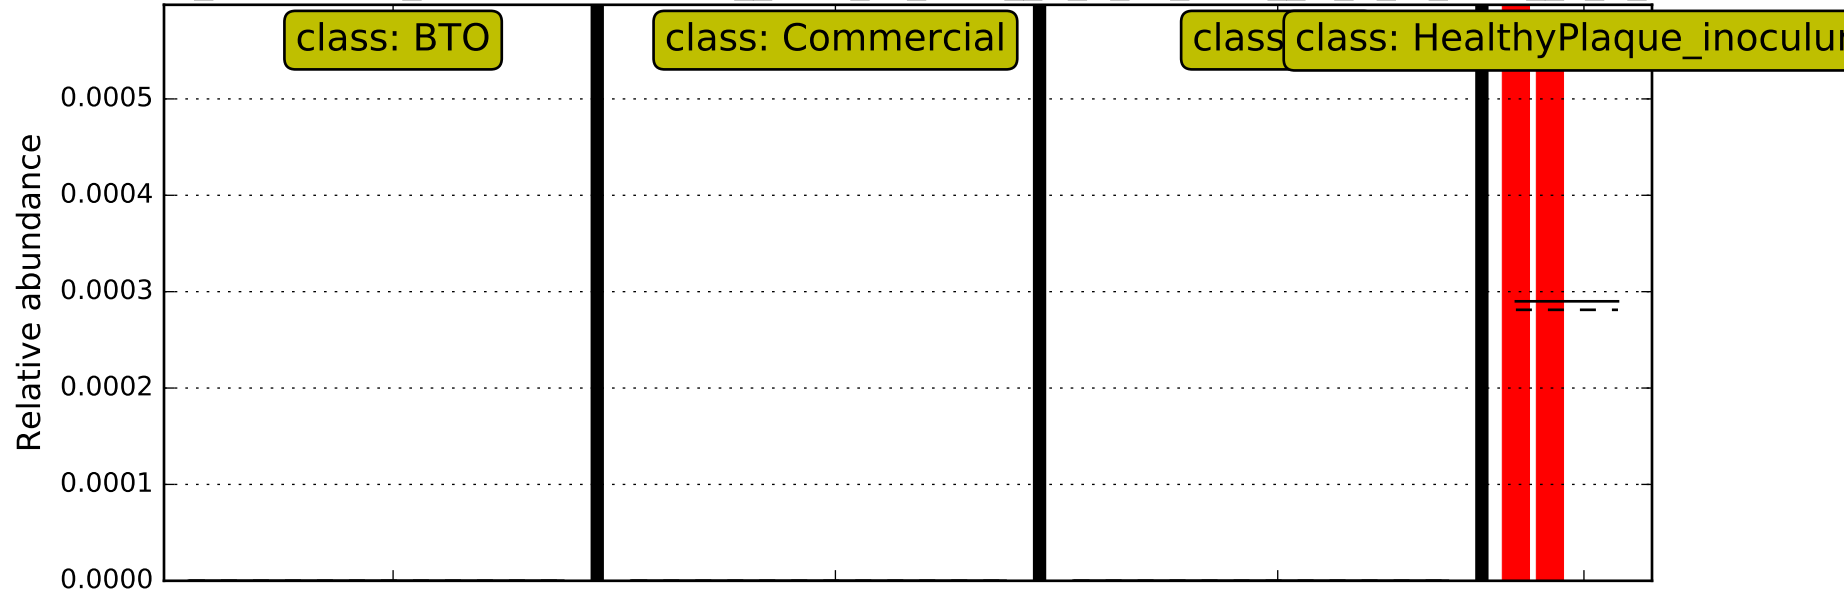 class: BTO
class: Commercial
class
class: HealthyPlaque_inoculu
0.0005
0.0004
0.0003
0.0002
0.0001
0.0000
Relative abundance